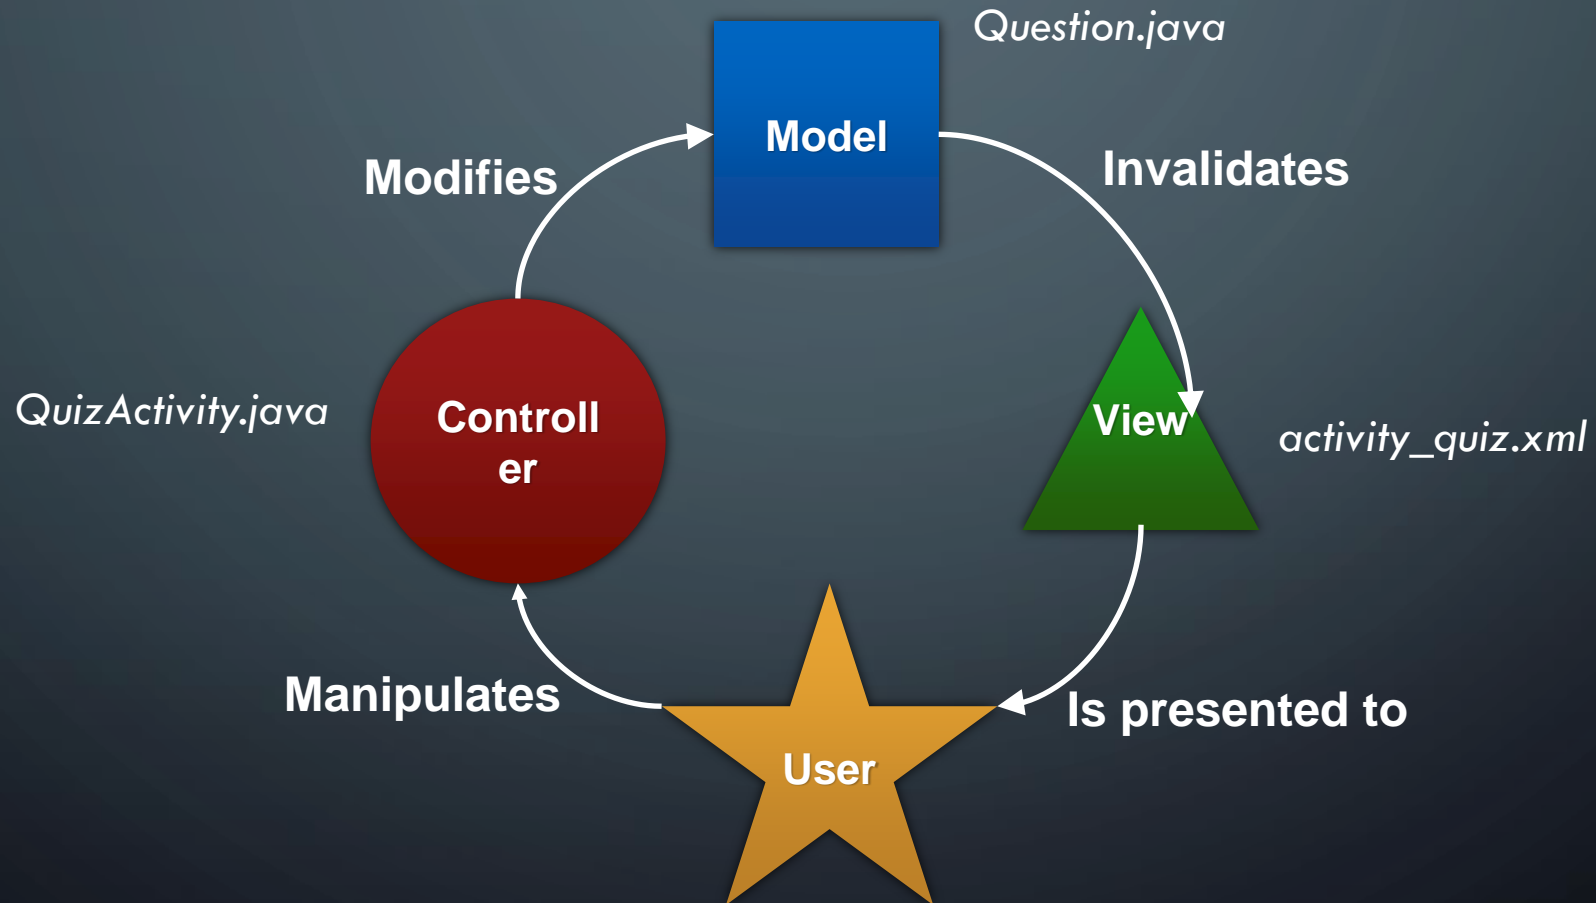 Question.java
Model
Modifies
Invalidates
QuizActivity.java
Controll
er
View
activity_quiz.xml
Manipulates
Is presented to
User